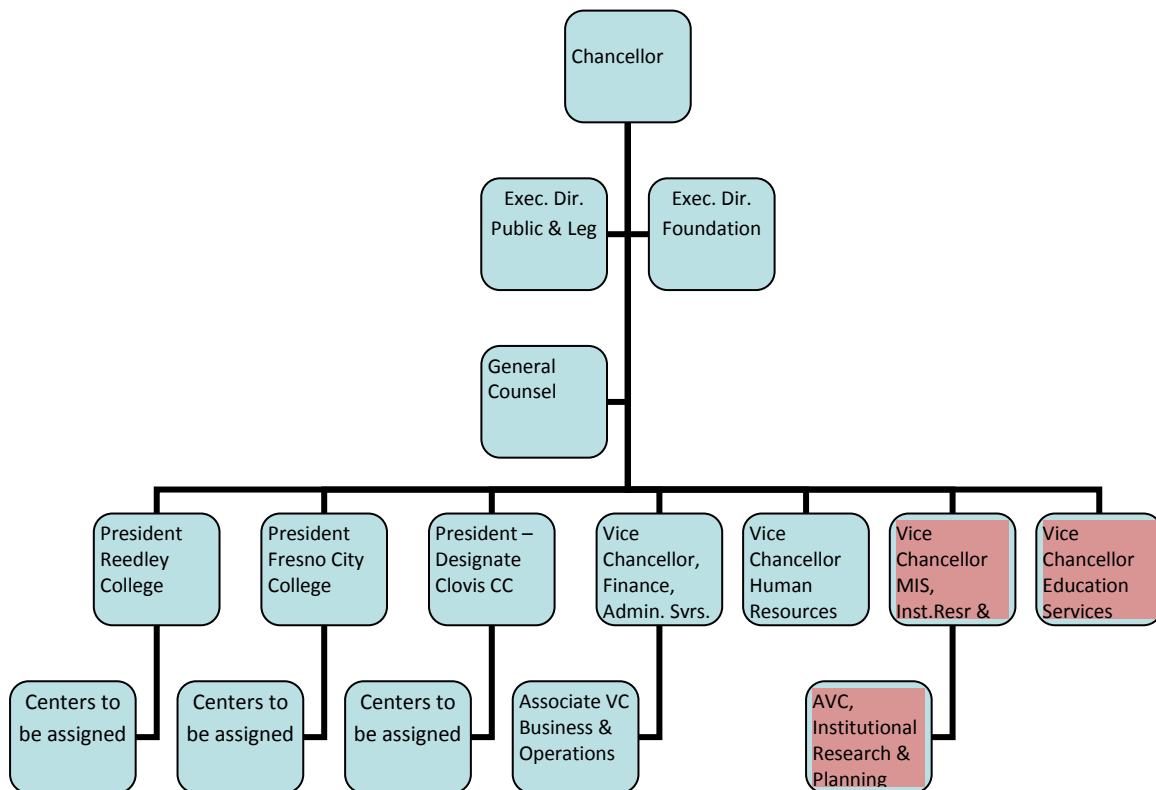 Chancellor
Exec. Dir.
Public & Leg
Exec. Dir.
Foundation
General
Counsel
President
Reedley
College
President
Fresno City
College
President –
Designate
Clovis CC
Vice
Chancellor,
Finance,
Admin. Svrs.
Vice
Chancellor
Human
Resources
Vice
Chancellor
MIS,
Inst.Resr &
Vice
Chancellor
Education
Services
Centers to
be assigned
Centers to
be assigned
Centers to
be assigned
Associate VC
Business &
Operations
AVC,
Institutional
Research &
Planning